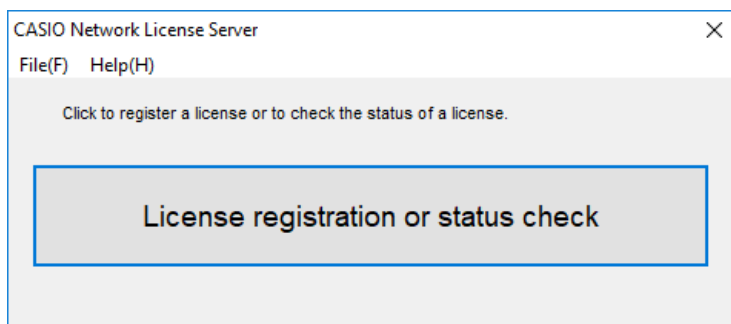 CASIO Network License Server
File(F) Help(H)
Click to register a license or to check the status of a license.
License registration or status check